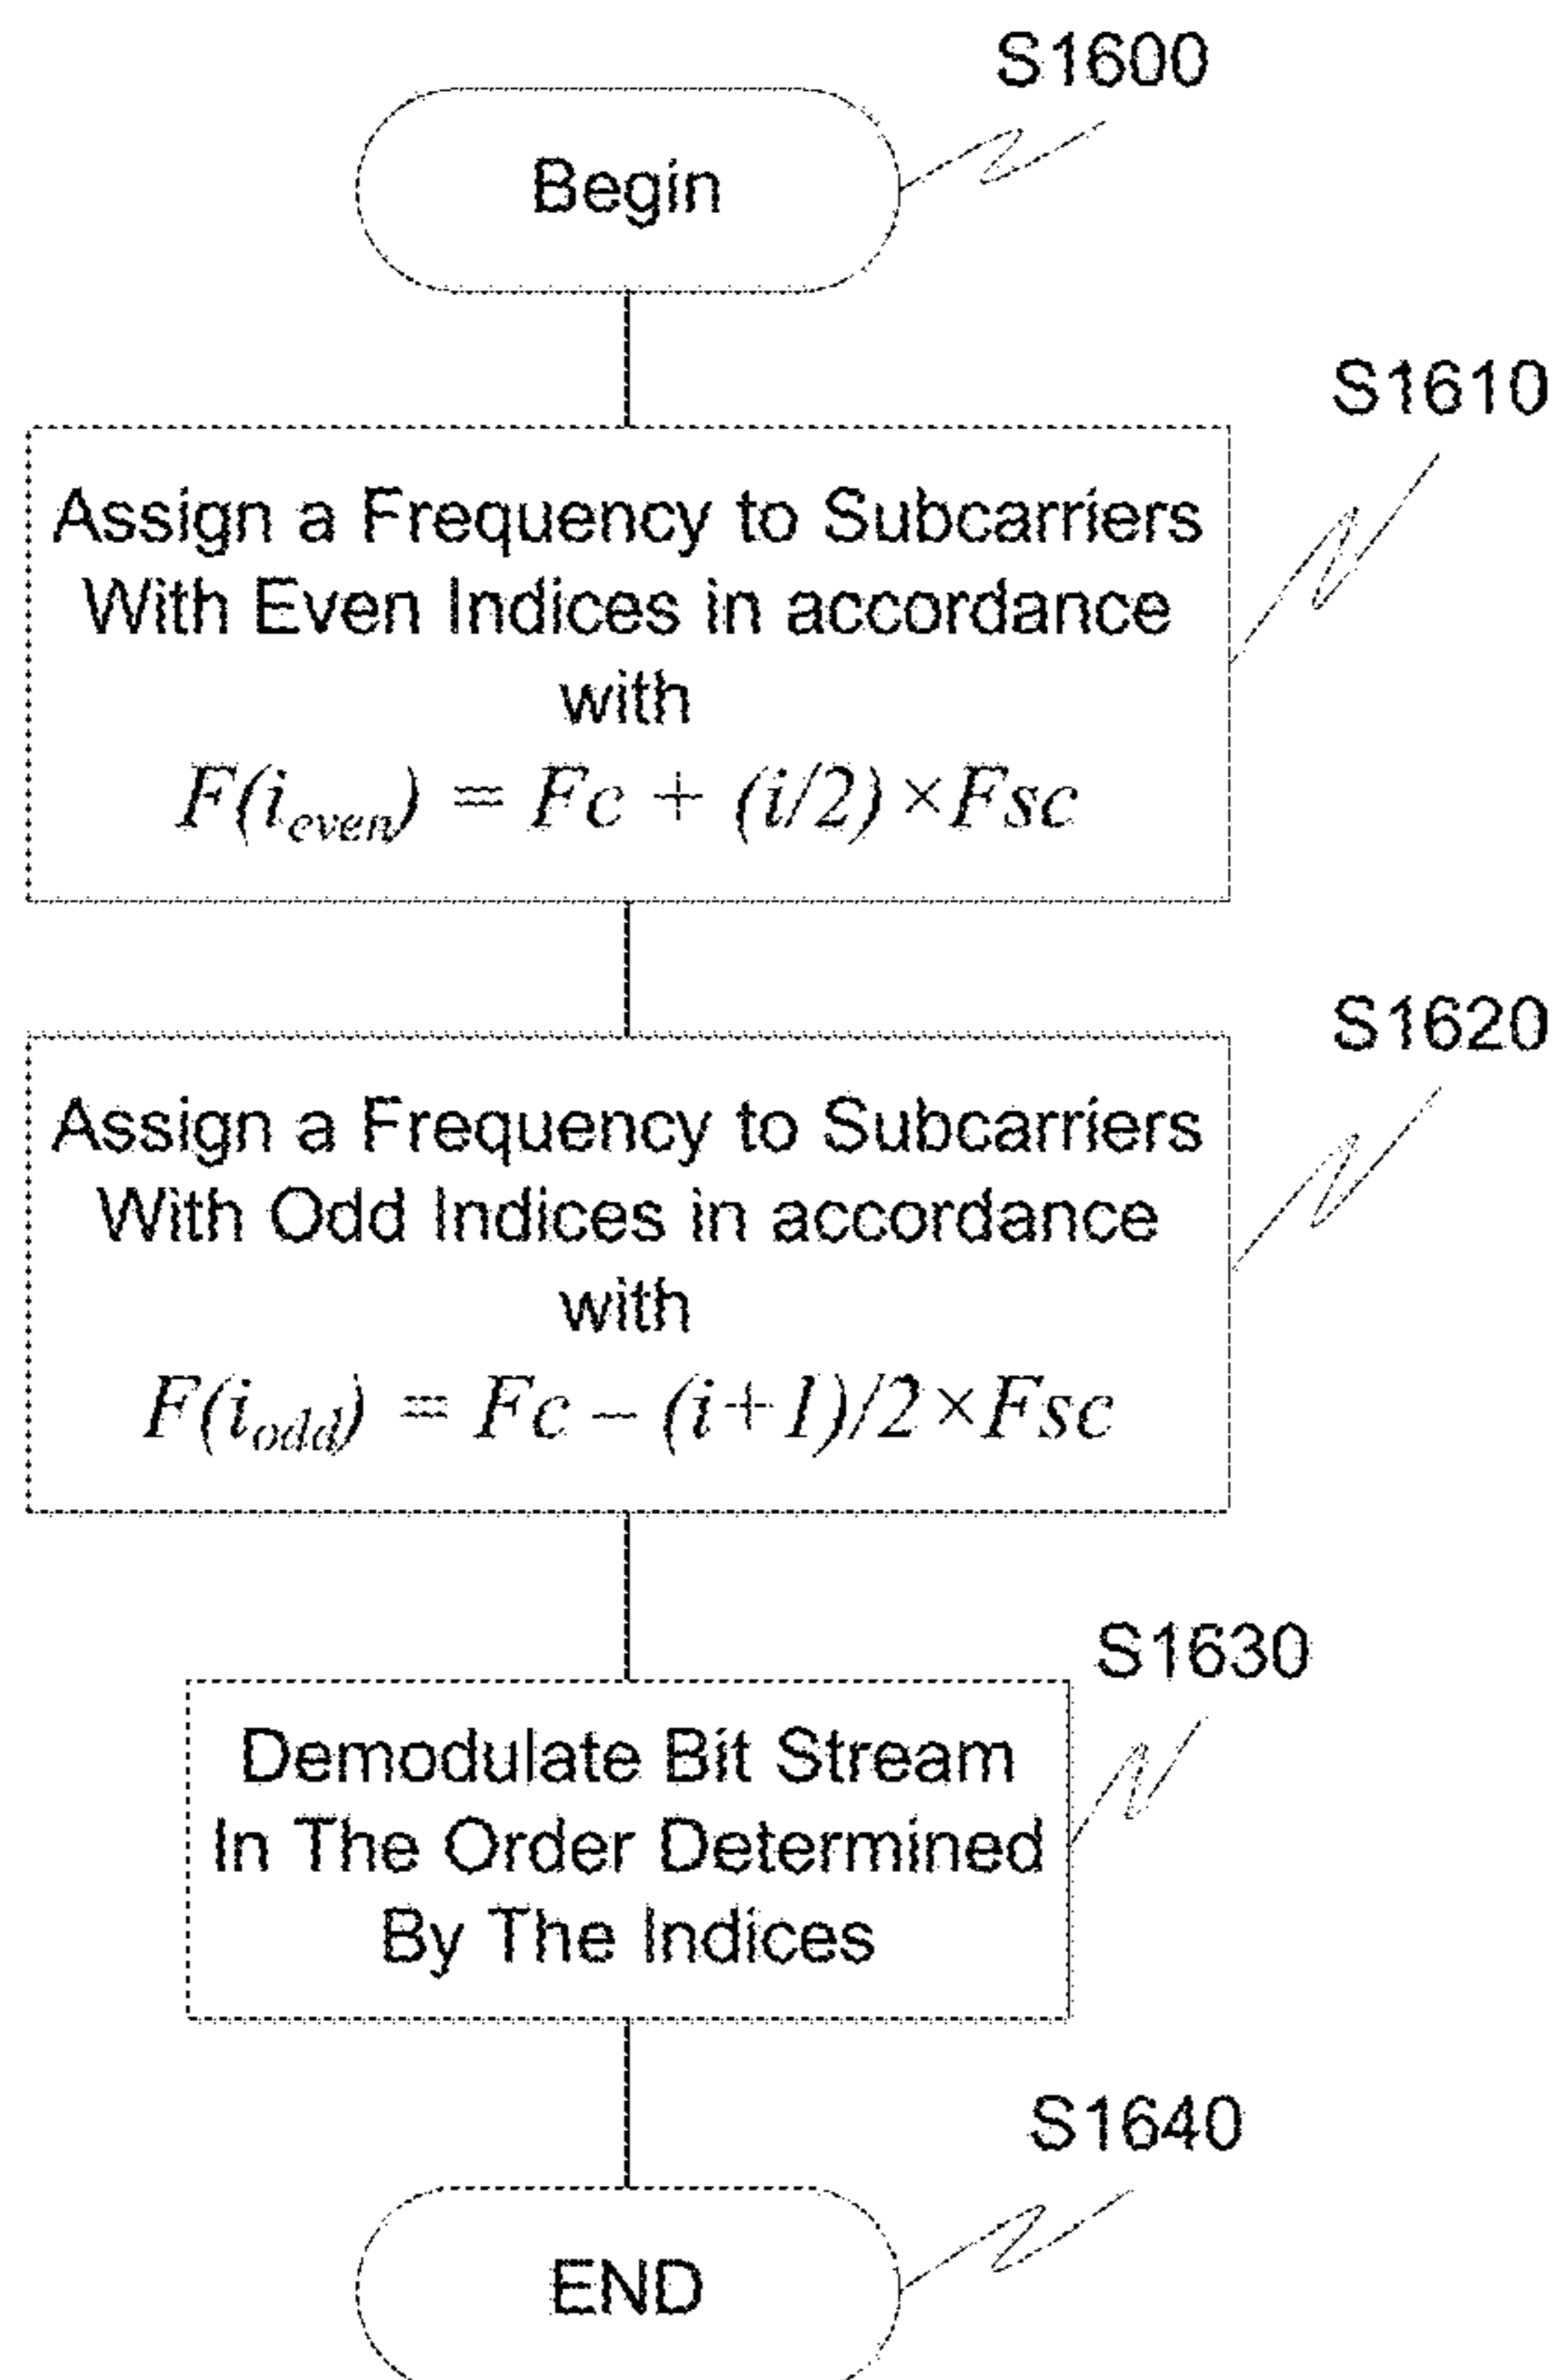 S1600
Begin
S1610
Assign a Frequency to Subcarriers
With Even Indices in accordance
with
F(i_even) = Fc + (i/2)×Fsc
S1620
Assign a Frequency to Subcarriers
With Odd Indices in accordance
with
F(i_odd) = Fc – (i+1)/2×Fsc
S1630
Demodulate Bit Stream
In The Order Determined
By The Indices
S1640
END